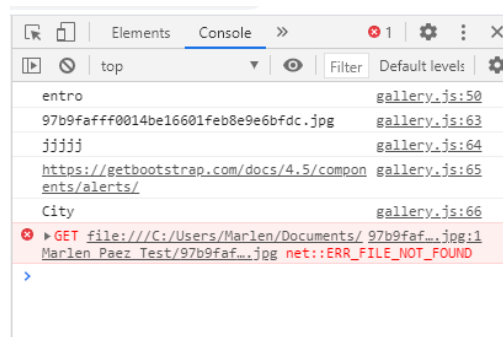 Elements Console » 1
top Filter Default levels
entro gallery.js:50
97b9fafff0014be16601feb8e9e6bfdc.jpg gallery.js:63
jjjjj gallery.js:64
https://getbootstrap.com/docs/4.5/compon gallery.js:65
ents/alerts/
City gallery.js:66
GET file:///C:/Users/Marlen/Documents/ 97b9faf….jpg:1
Marlen Paez Test/97b9faf….jpg net::ERR_FILE_NOT_FOUND